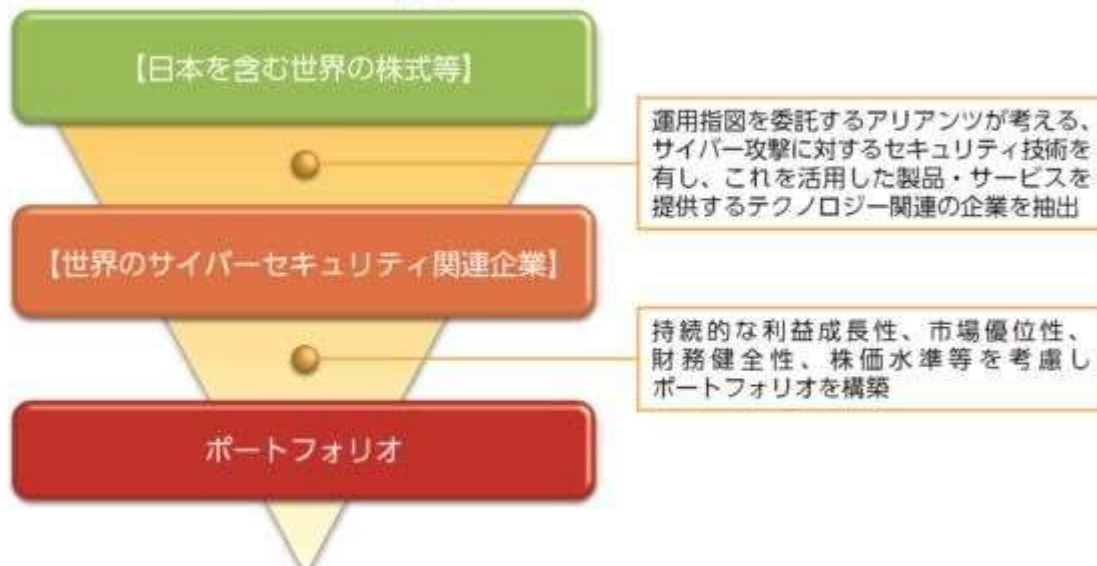 【日本を含む世界の株式等】
運用指図を委託するアリアンツが考える、
サイバー攻撃に対するセキュリティ技術を
有し、これを活用した製品・サービスを
提供するテクノロジー関連の企業を抽出
【世界のサイバーセキュリティ関連企業】
持続的な利益成長性、市場優位性、
財務健全性、株価水準等を考慮し
ポートフォリオを構築
ポートフォリオ